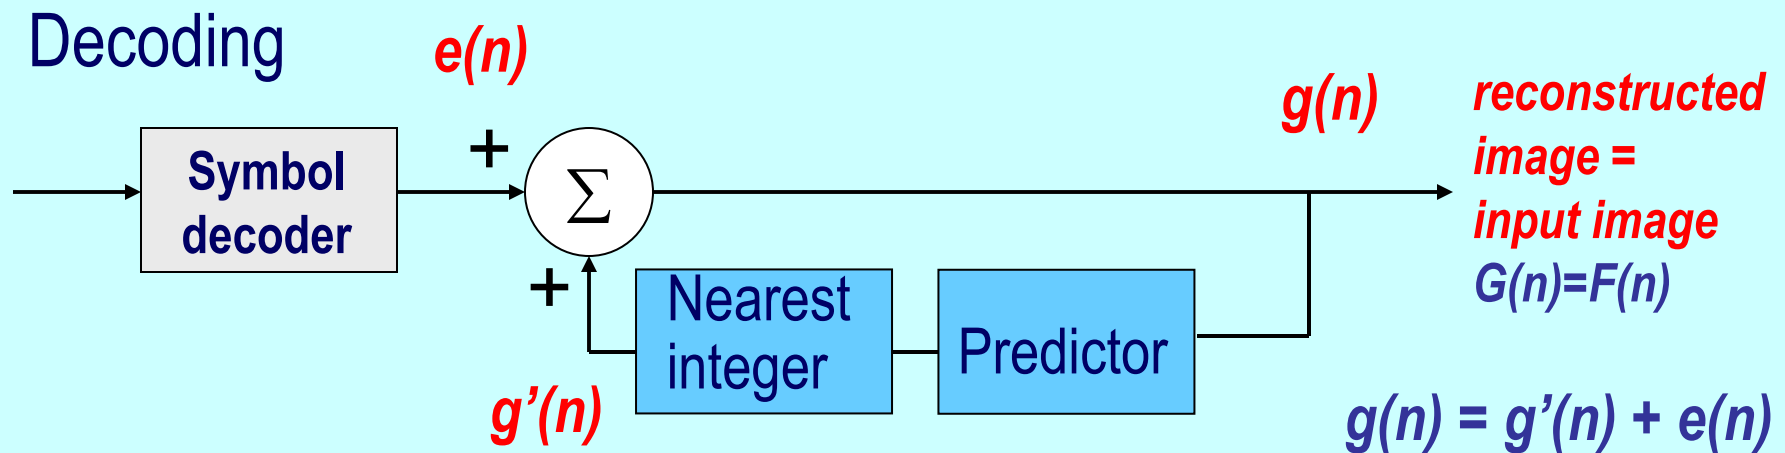 Decoding
e(n)
g(n)
reconstructed
image =
input image
G(n)=F(n)
+
Symbol
decoder
Σ
+
Nearest
integer
Predictor
g’(n)
g(n) = g’(n) + e(n)